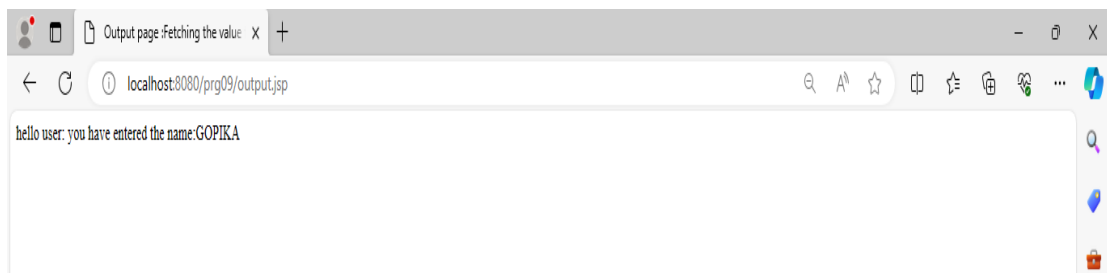 Output page :Fetching the value
localhost:8080/prg09/output.jsp
hello user: you have entered the name:GOPIKA